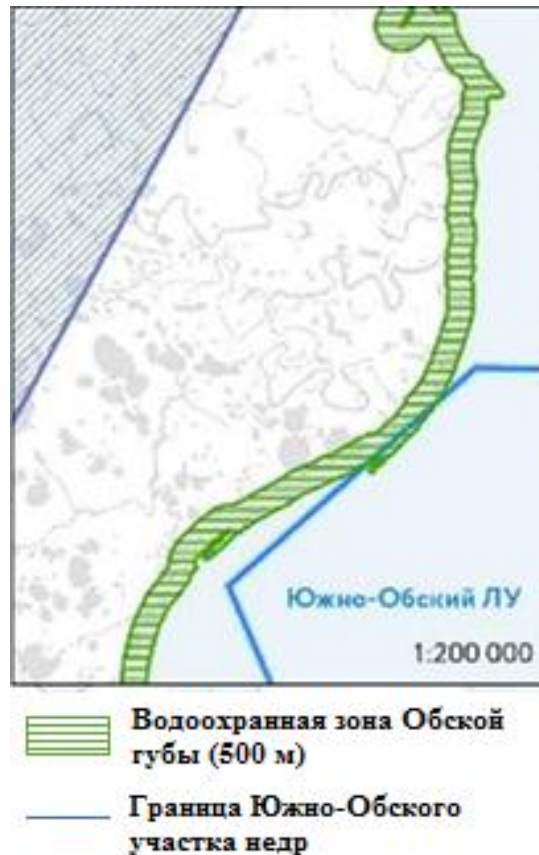 Южно-Обский ЛУ
1:200 000
Водоохранная зона Обской
губы (500 м)
Граница Южно-Обского
участка недр